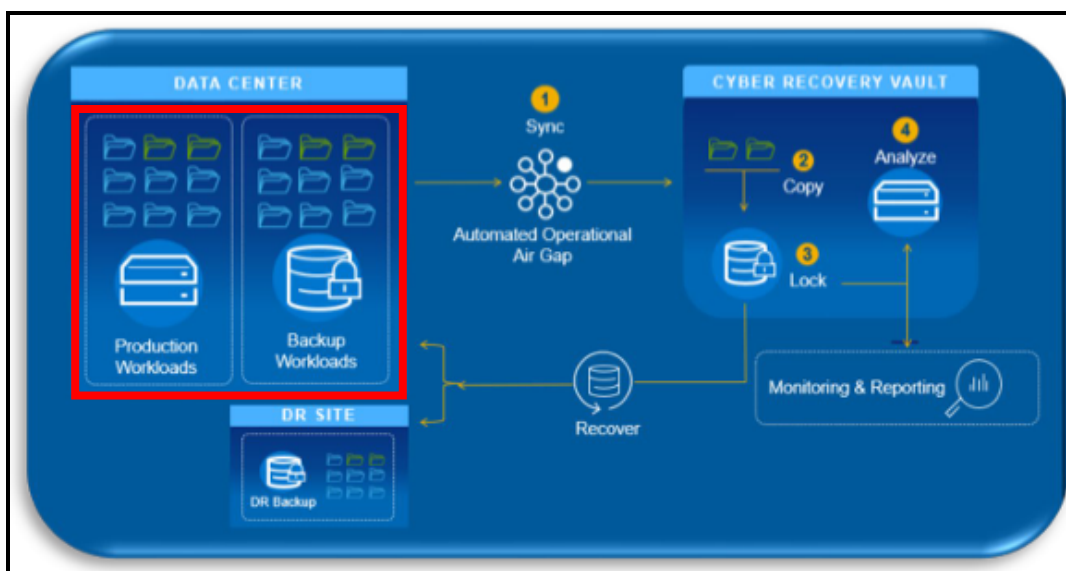 DATA CENTER
Production
Workloads
Backup
Workloads
DR SITE
DR Backup
1
Sync
Automated Operational
Air Gap
Recover
CYBER RECOVERY VAULT
2
Copy
3
Lock
4
Analyze
Monitoring & Reporting